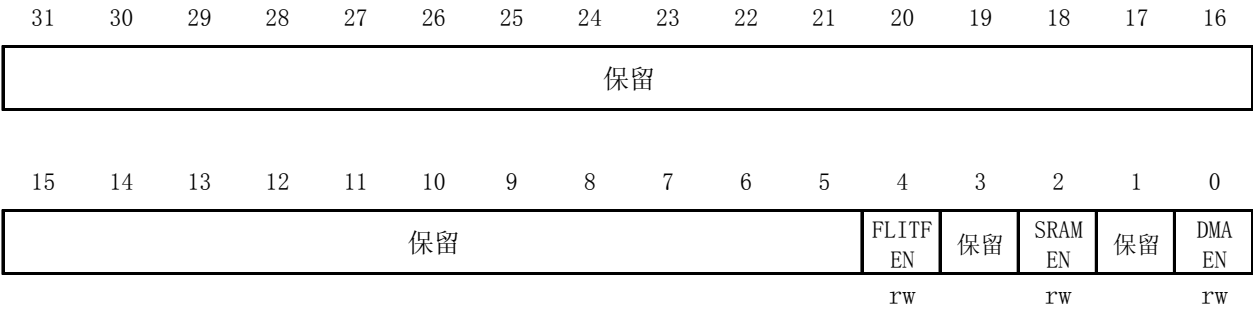 31 30 29 28 27 26 25 24 23 22 21 20 19 18 17 16
保留
15 14 13 12 11 10 9 8 7 6 5 4 3 2 1 0
保留 FLITF EN 保留 SRAM EN 保留 DMA EN
rw rw rw